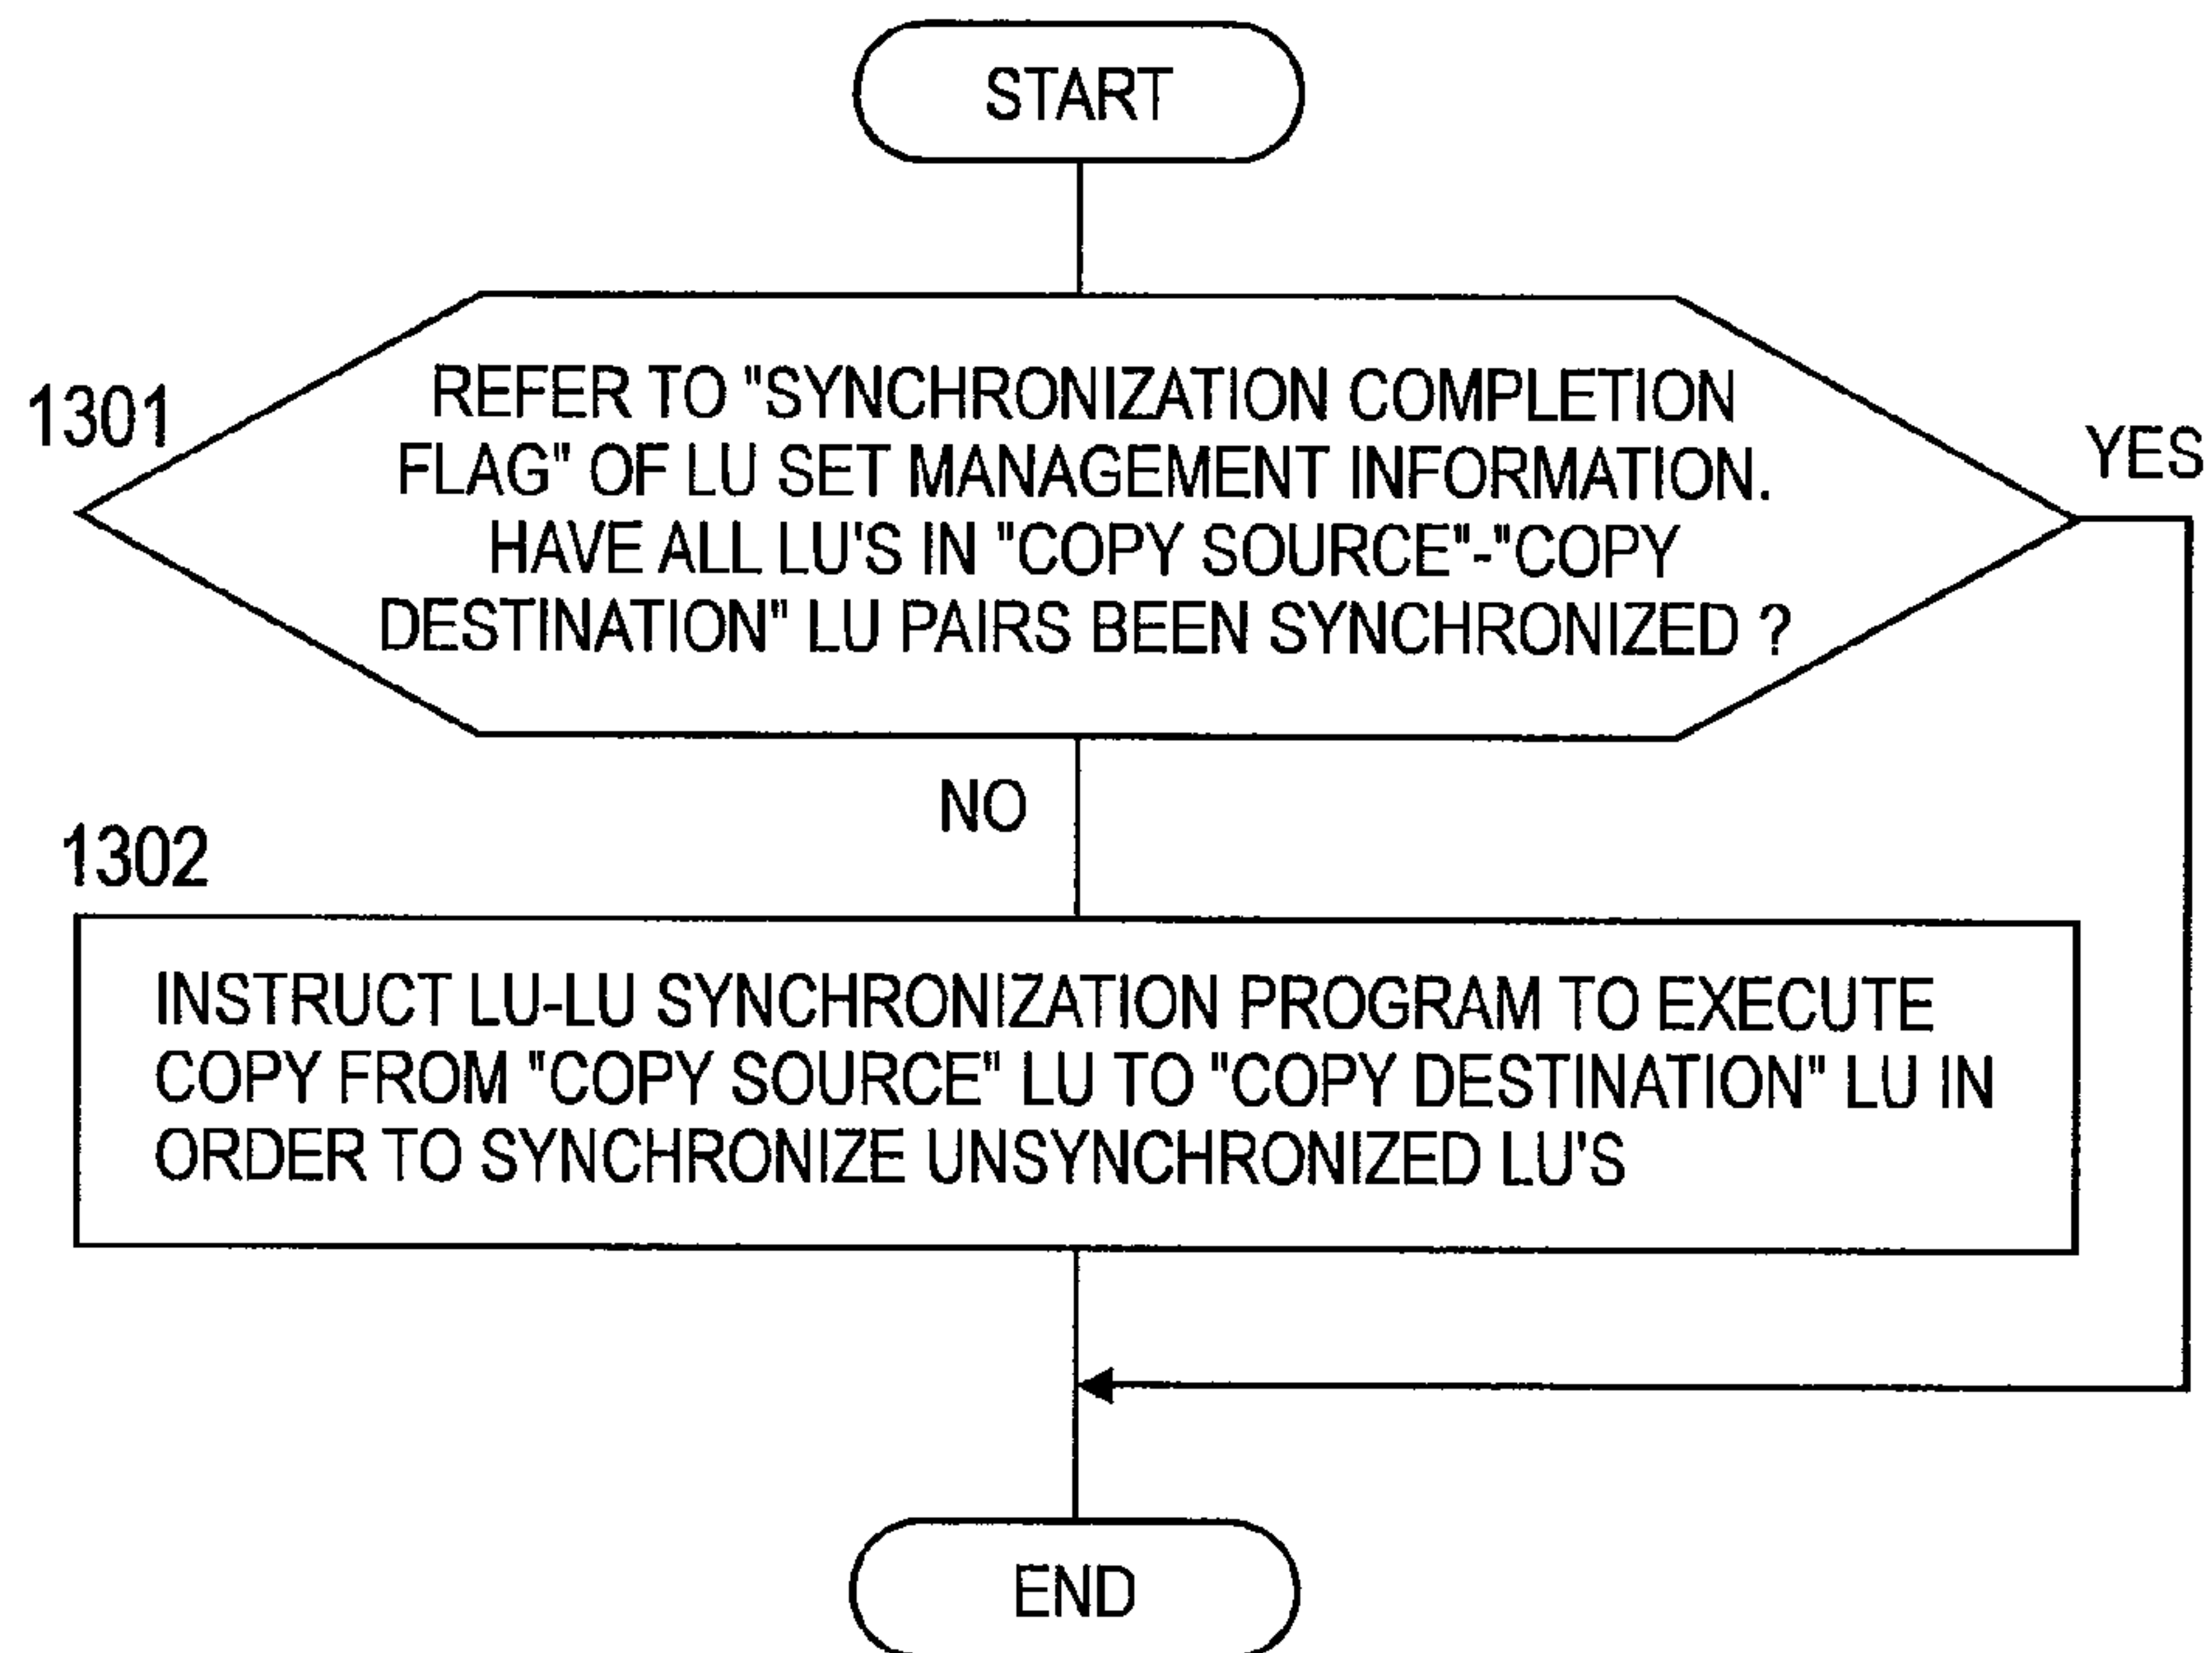 START
1301
REFER TO "SYNCHRONIZATION COMPLETION
FLAG" OF LU SET MANAGEMENT INFORMATION.
HAVE ALL LU'S IN "COPY SOURCE"-"COPY
DESTINATION" LU PAIRS BEEN SYNCHRONIZED ?
YES
NO
1302
INSTRUCT LU-LU SYNCHRONIZATION PROGRAM TO EXECUTE
COPY FROM "COPY SOURCE" LU TO "COPY DESTINATION" LU IN
ORDER TO SYNCHRONIZE UNSYNCHRONIZED LU'S
END